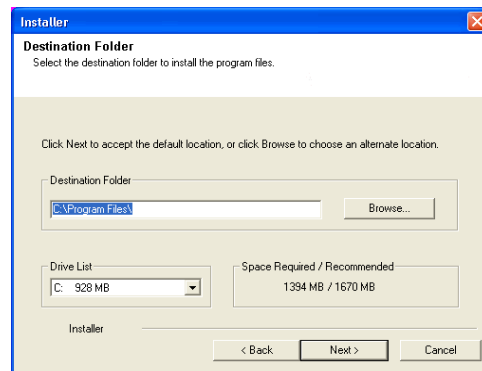 Installer
Destination Folder
Select the destination folder to install the program files.
Click Next to accept the default location, or click Browse to choose an alternate location.
Destination Folder
C:\Program Files\
Browse...
Drive List
Space Required / Recommended
C: 928 MB
1394 MB / 1670 MB
Installer
< Back
Next >
Cancel